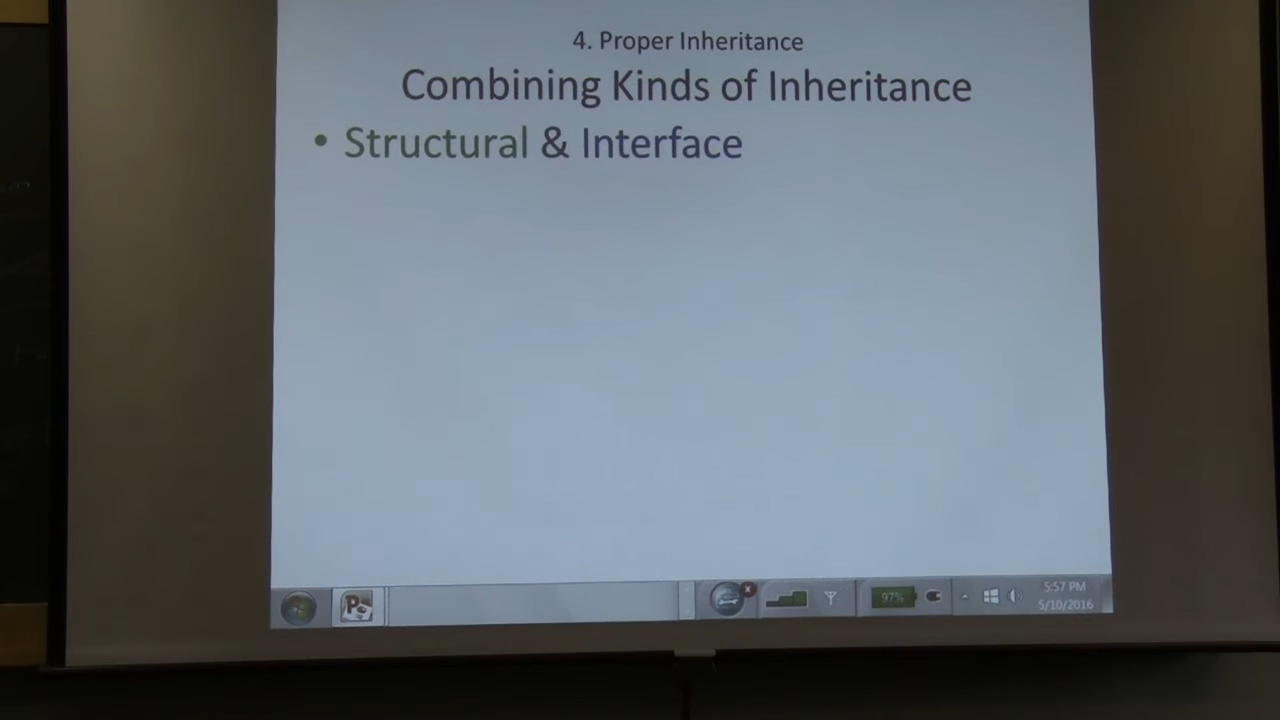 4. Proper Inheritance
Combining Kinds of Inheritance
• Structural & Interface
97%
5:57 PM
5/10/2016